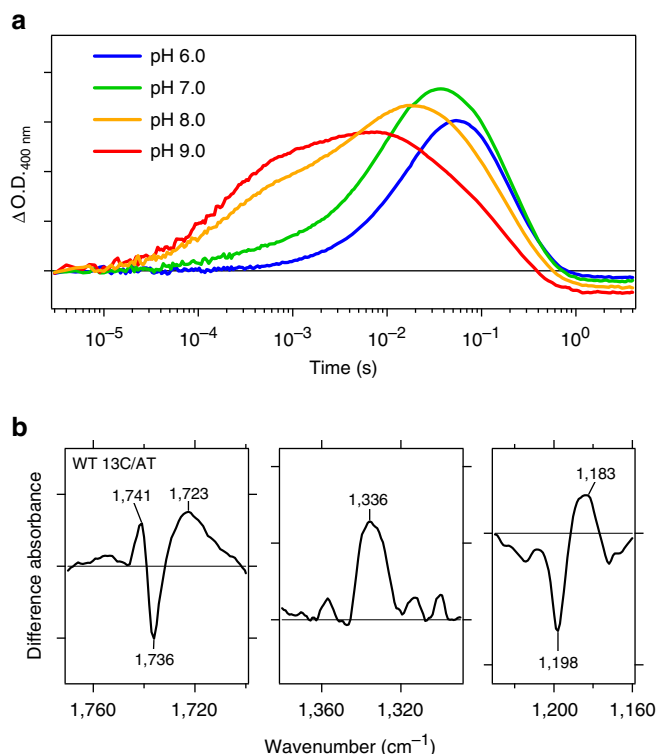 a
pH 6.0
pH 7.0
pH 8.0
pH 9.0
Δ O.D.400 nm
10−5 10−4 10−3 10−2 10−1 100
Time (s)
b
WT 13C/AT
1,741 1,723
1,736
1,336
1,183
1,198
Difference absorbance
1,760 1,720 1,360 1,320 1,200 1,160
Wavenumber (cm−1)